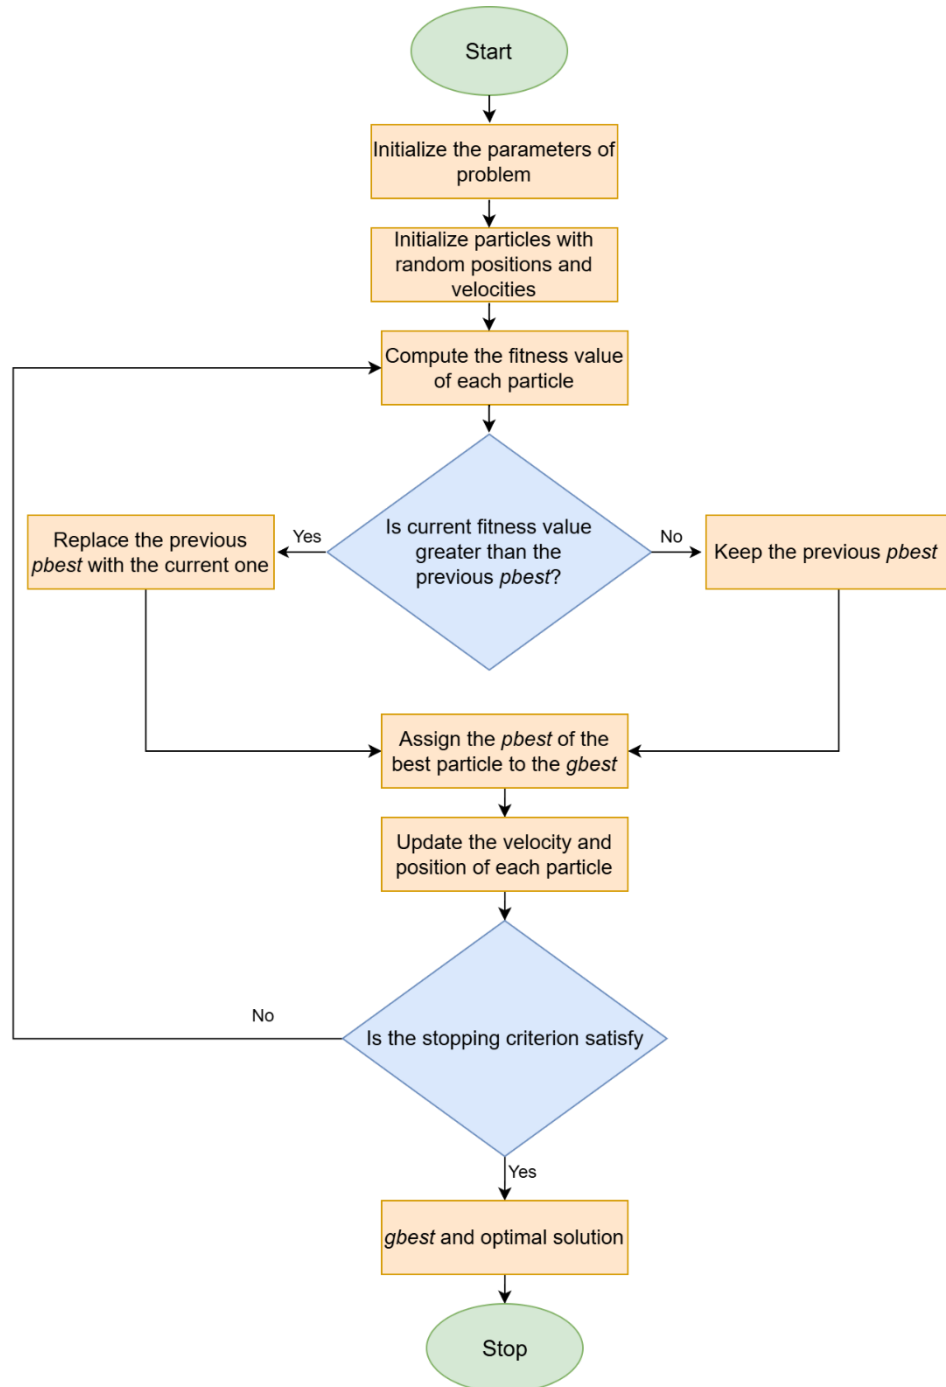 Start
Initialize the parameters of
problem
Initialize particles with
random positions and
velocities
Compute the fitness value
of each particle
Is current fitness value
greater than the
previous pbest?
Yes
No
Replace the previous
pbest with the current one
Keep the previous pbest
Assign the pbest of the
best particle to the gbest
Update the velocity and
position of each particle
Is the stopping criterion satisfy
No
Yes
gbest and optimal solution
Stop